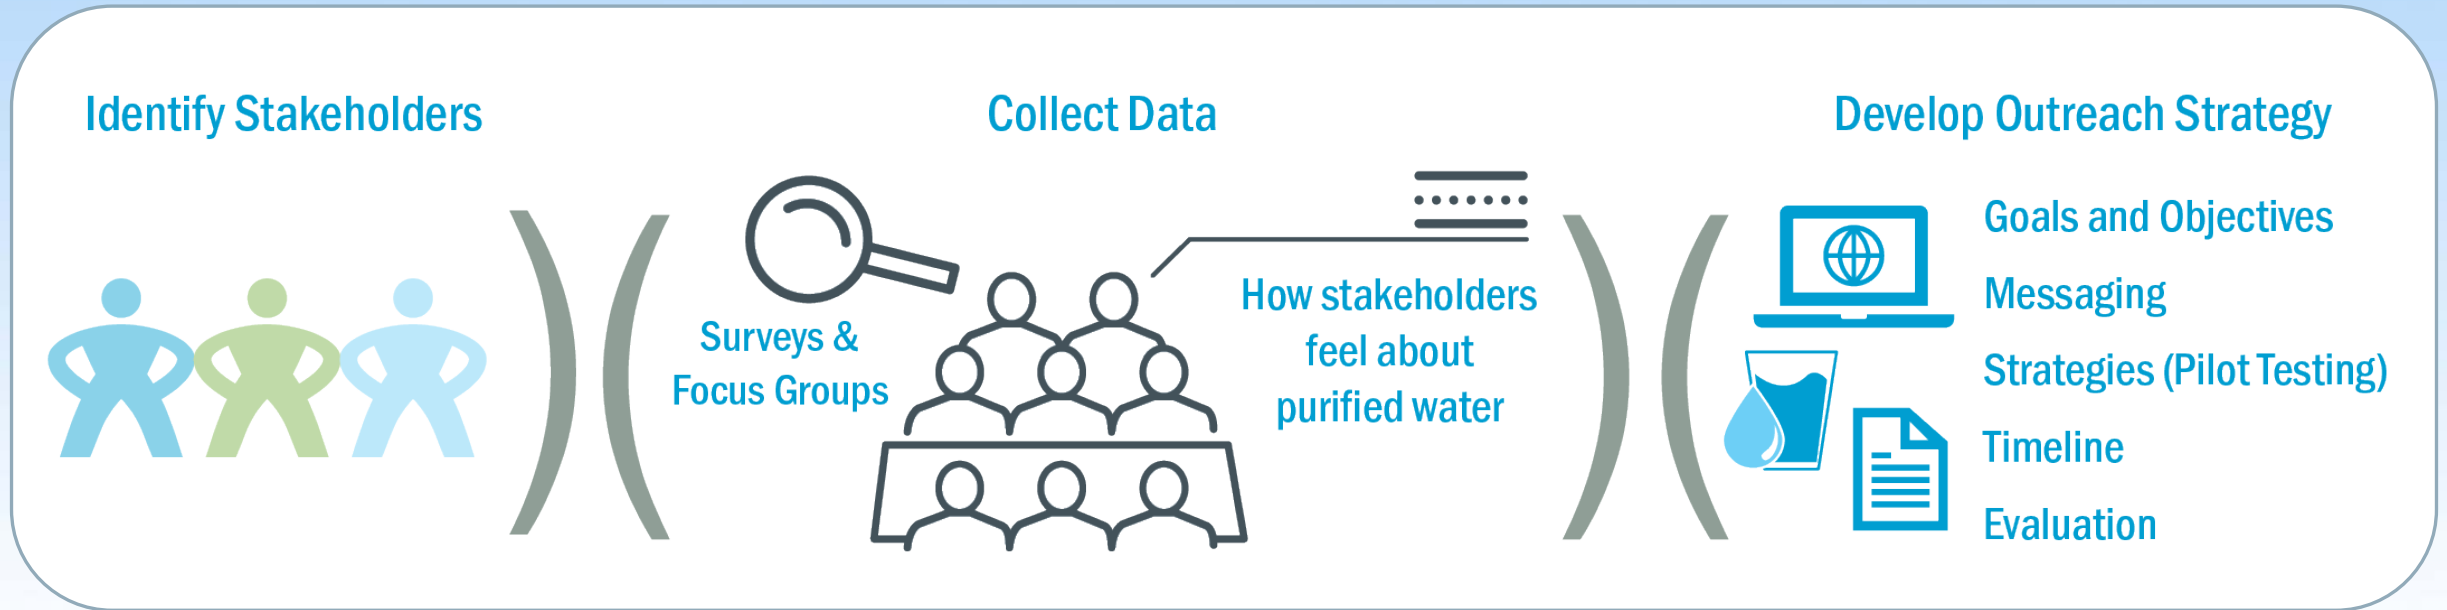 Identify Stakeholders
Collect Data
Surveys &
Focus Groups
How stakeholders
feel about
purified water
Develop Outreach Strategy
Goals and Objectives
Messaging
Strategies (Pilot Testing)
Timeline
Evaluation